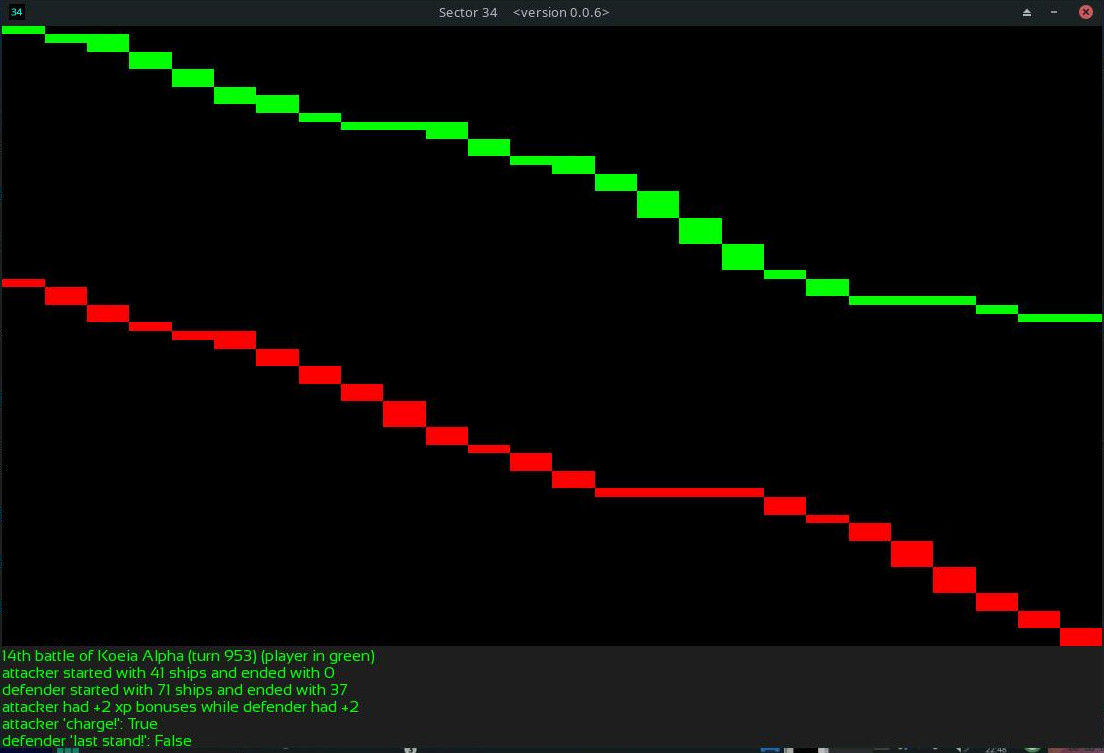 34
Sector 34 <version 0.0.6>
14th battle of Koeia Alpha (turn 953) (player in green)
attacker started with 41 ships and ended with 0
defender started with 71 ships and ended with 37
attacker had +2 xp bonuses while defender had +2
attacker 'charge!': True
defender 'last stand!': False
22:48